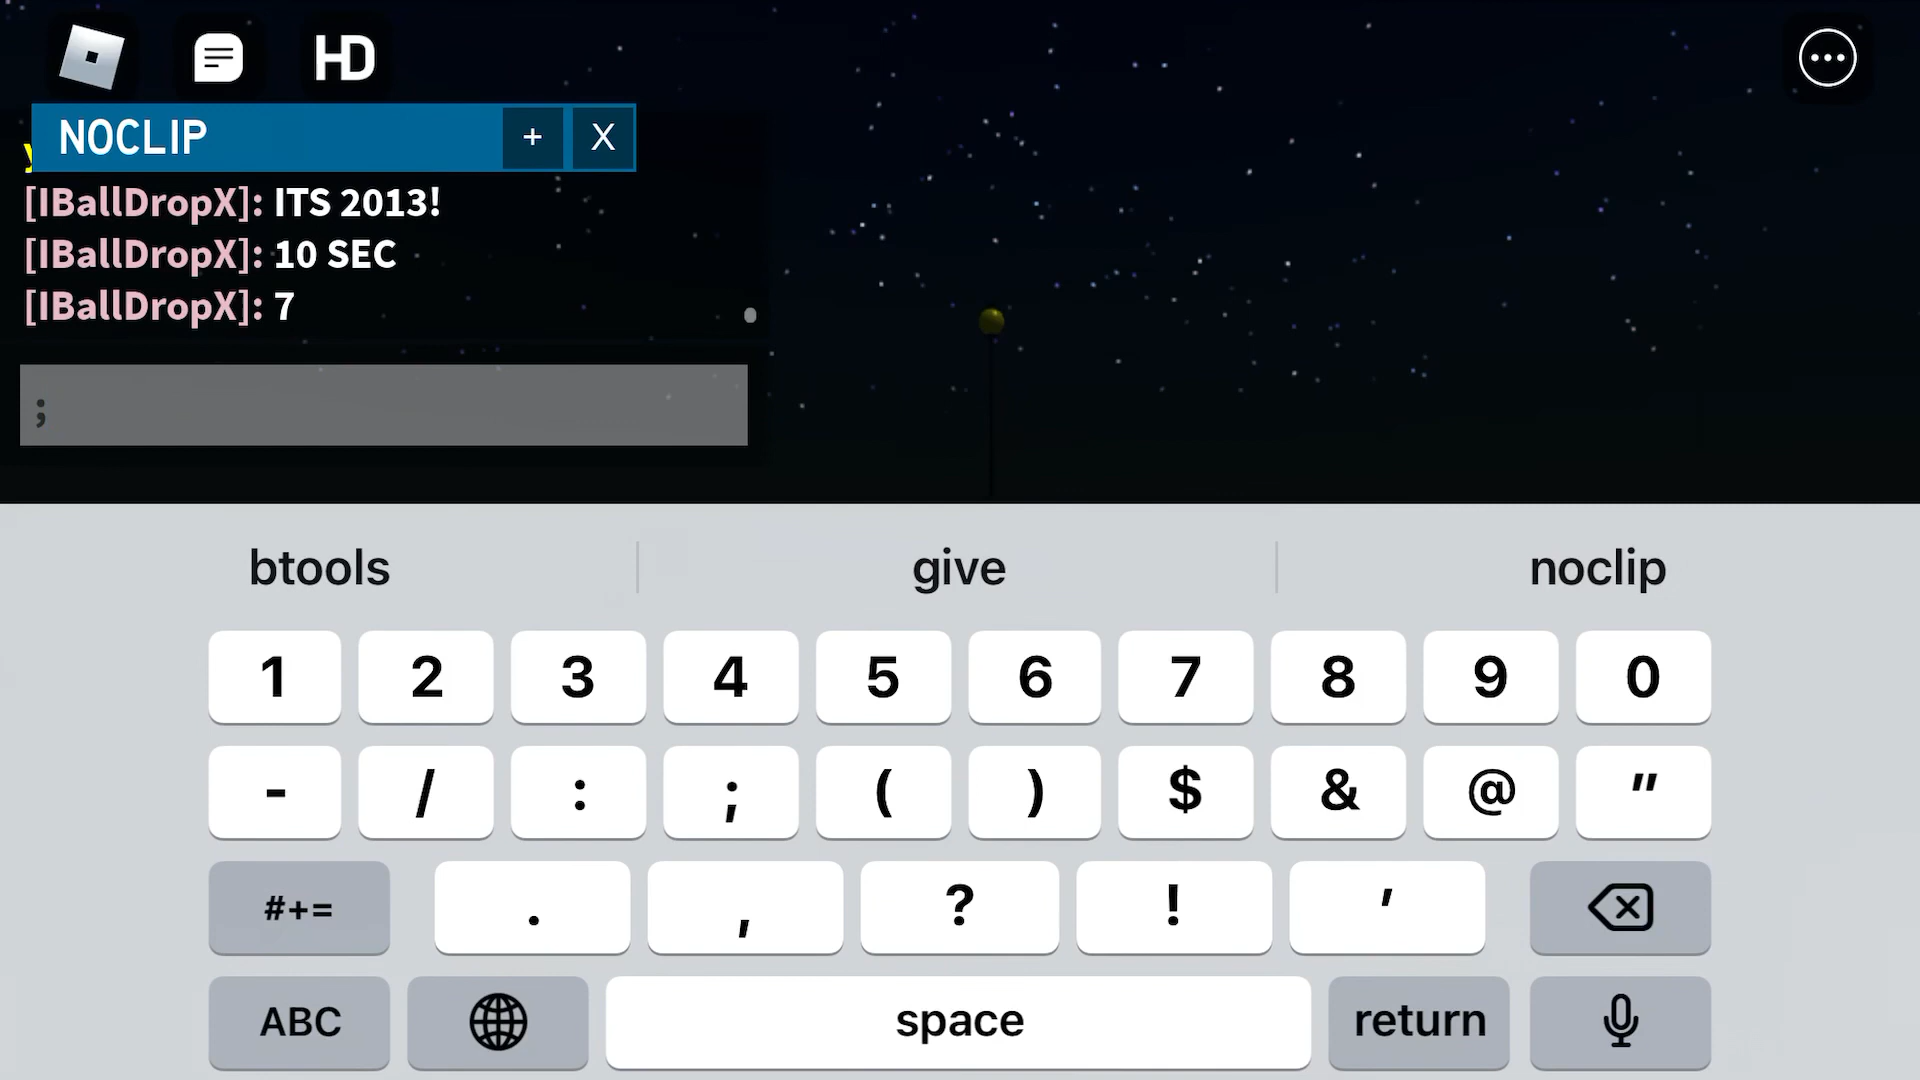 HD
NOCLIP + X
y
[IBallDropX]: ITS 2013!
[IBallDropX]: 10 SEC
[IBallDropX]: 7
;
btools give noclip
1 2 3 4 5 6 7 8 9 0
- / : ; ( ) $ & @ "
#+= . , ? ! '
ABC space return